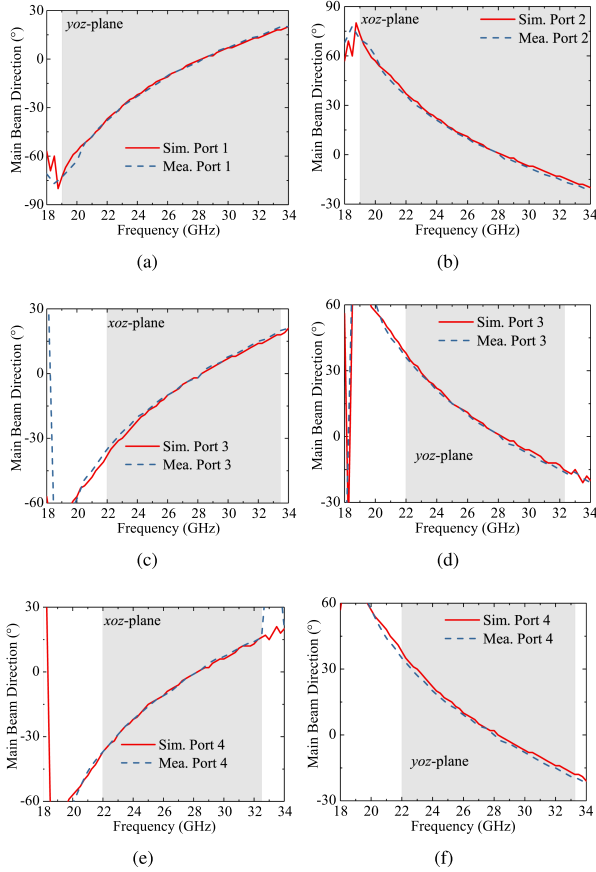 yoz-plane
Main Beam Direction (°)
30
0
-30
-60
-90
Sim. Port 1
Mea. Port 1
18 20 22 24 26 28 30 32 34
Frequency (GHz)
(a)
xoz-plane
Main Beam Direction (°)
90
60
30
0
-30
Sim. Port 2
Mea. Port 2
18 20 22 24 26 28 30 32 34
Frequency (GHz)
(b)
xoz-plane
Main Beam Direction (°)
30
0
-30
-60
Sim. Port 3
Mea. Port 3
18 20 22 24 26 28 30 32 34
Frequency (GHz)
(c)
Main Beam Direction (°)
60
30
0
-30
Sim. Port 3
Mea. Port 3
yoz-plane
18 20 22 24 26 28 30 32 34
Frequency (GHz)
(d)
xoz-plane
Main Beam Direction (°)
30
0
-30
-60
Sim. Port 4
Mea. Port 4
18 20 22 24 26 28 30 32 34
Frequency (GHz)
(e)
Main Beam Direction (°)
60
30
0
-30
Sim. Port 4
Mea. Port 4
yoz-plane
18 20 22 24 26 28 30 32 34
Frequency (GHz)
(f)